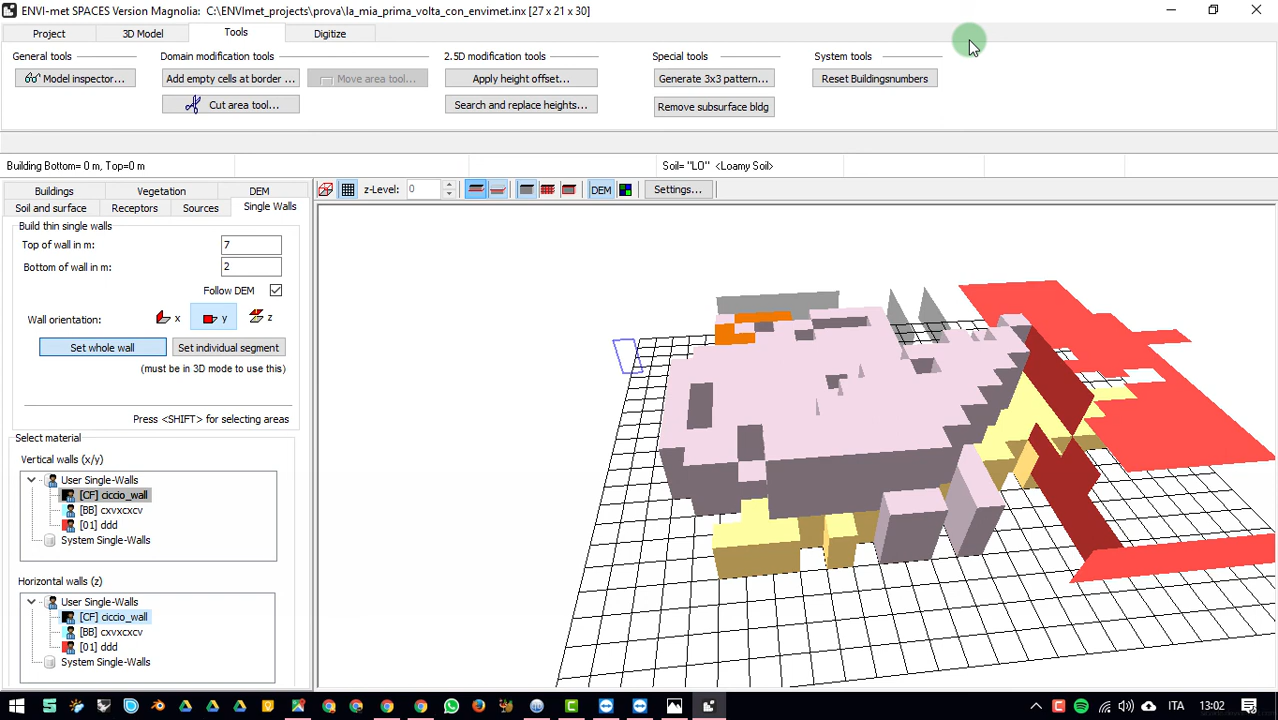 ENVI-met SPACES Version Magnolia: C:\ENVImet_projects\prova\la_mia_prima_volta_con_envimet.inx [27 x 21 x 30]
Project 3D Model Tools Digitize
General tools Domain modification tools 2.5D modification tools Special tools System tools
Model inspector... Add empty cells at border ... Move area tool... Apply height offset... Generate 3x3 pattern... Reset Buildingsnumbers
Cut area tool... Search and replace heights... Remove subsurface bldg
Building Bottom= 0 m, Top=0 m Soil= "LO" <Loamy Soil>
Buildings Vegetation DEM z-Level: 0 DEM Settings...
Soil and surface Receptors Sources Single Walls
Build thin single walls
Top of wall in m: 7
Bottom of wall in m: 2
Follow DEM
Wall orientation: x y z
Set whole wall Set individual segment
(must be in 3D mode to use this)
Press <SHIFT> for selecting areas
Select material
Vertical walls (x/y)
User Single-Walls
[CF] ciccio_wall
[BB] cxvxcxcv
[01] ddd
System Single-Walls
Horizontal walls (z)
User Single-Walls
[CF] ciccio_wall
[BB] cxvxcxcv
[01] ddd
System Single-Walls
ITA 13:02